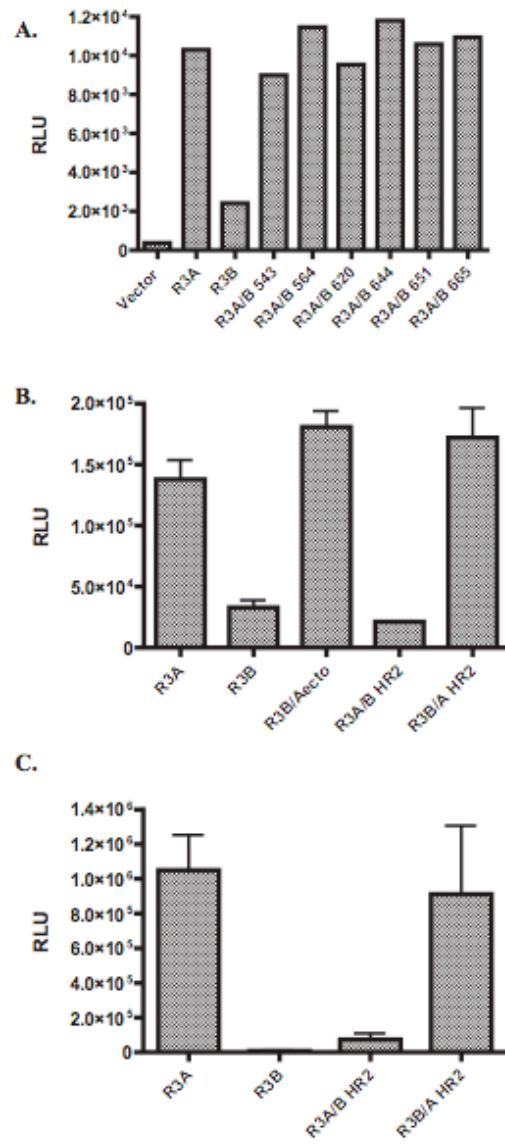 A.
1.2×10⁴
1.0×10⁴
8.0×10³
6.0×10³
4.0×10³
2.0×10³
0
RLU
Vector
R3A
R3B
R3A/B 543
R3A/B 564
R3A/B 620
R3A/B 644
R3A/B 651
R3A/B 665
B.
2.0×10⁵
1.5×10⁵
1.0×10⁵
5.0×10⁴
0
RLU
R3A
R3B
R3B/Aecto
R3A/B HR2
R3B/A HR2
C.
1.4×10⁶
1.2×10⁶
1.0×10⁶
8.0×10⁵
6.0×10⁵
4.0×10⁵
2.0×10⁵
0
RLU
R3A
R3B
R3A/B HR2
R3B/A HR2